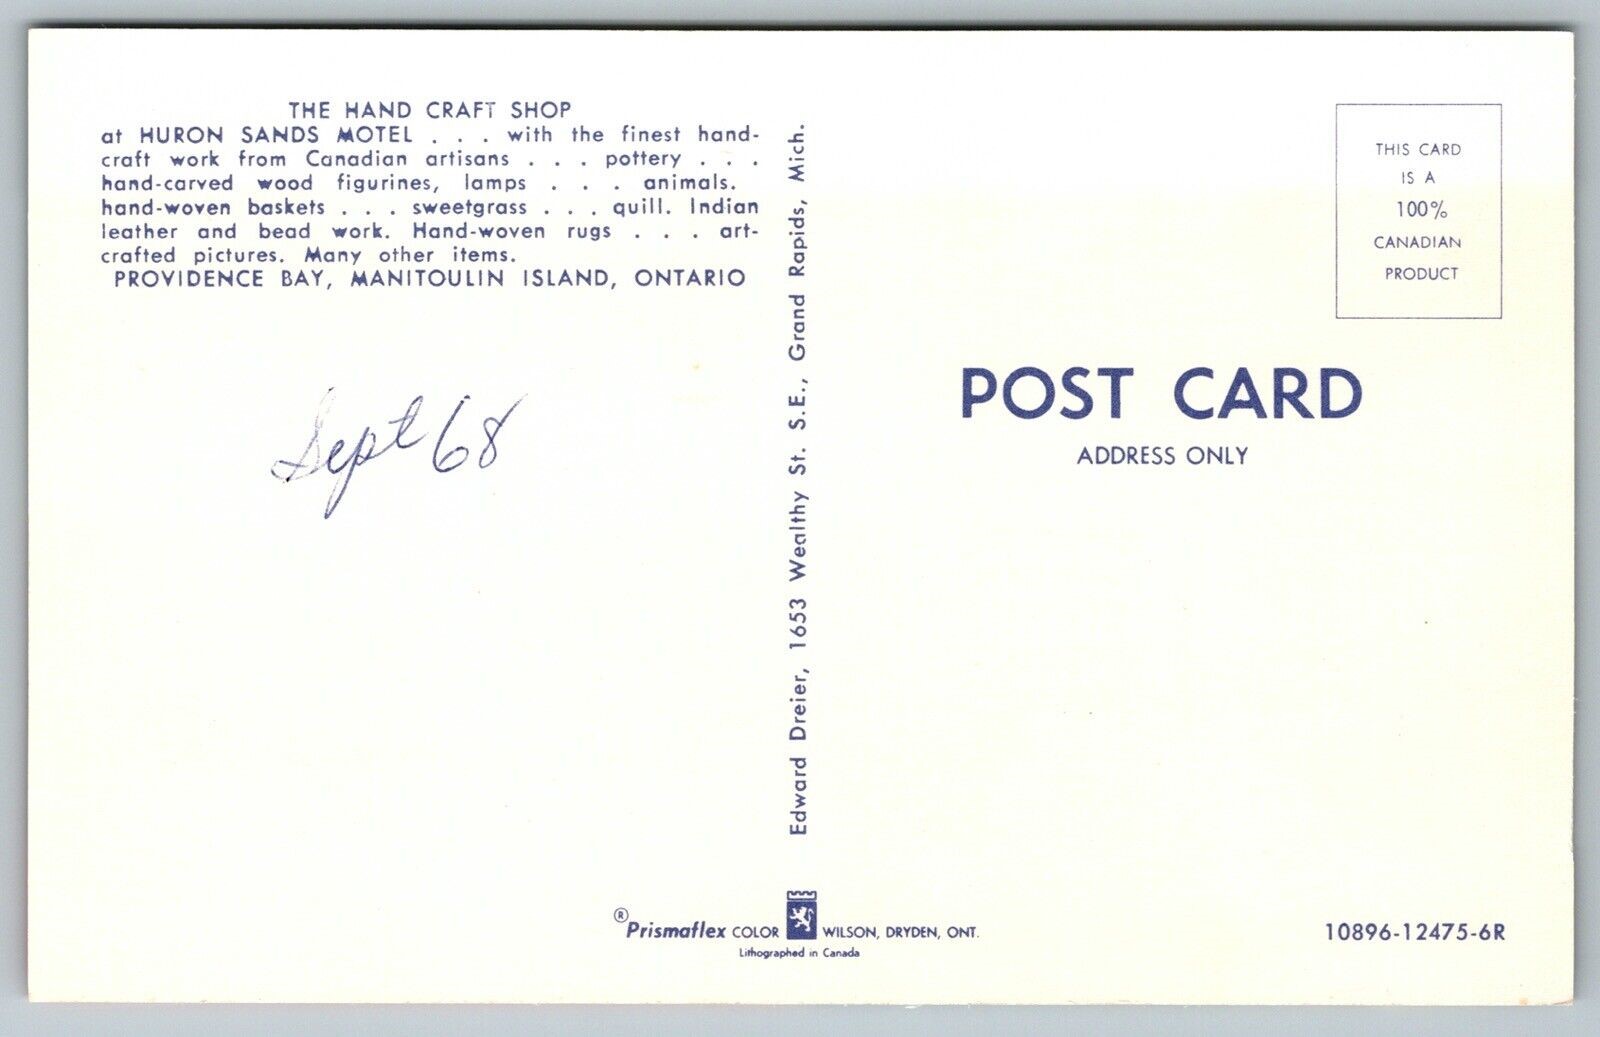 THE HAND CRAFT SHOP
at HURON SANDS MOTEL . . . with the finest hand-
craft work from Canadian artisans . . . pottery . . .
hand-carved wood figurines, lamps . . . animals.
hand-woven baskets . . . sweetgrass . . . quill. Indian
leather and bead work. Hand-woven rugs . . . art-
crafted pictures. Many other items.
PROVIDENCE BAY, MANITOULIN ISLAND, ONTARIO
Sept 68
Edward Dreier, 1653 Wealthy St. S.E., Grand Rapids, Mich.
THIS CARD
IS A
100%
CANADIAN
PRODUCT
POST CARD
ADDRESS ONLY
® Prismaflex COLOR WILSON, DRYDEN, ONT.
Lithographed in Canada
10896-12475-6R